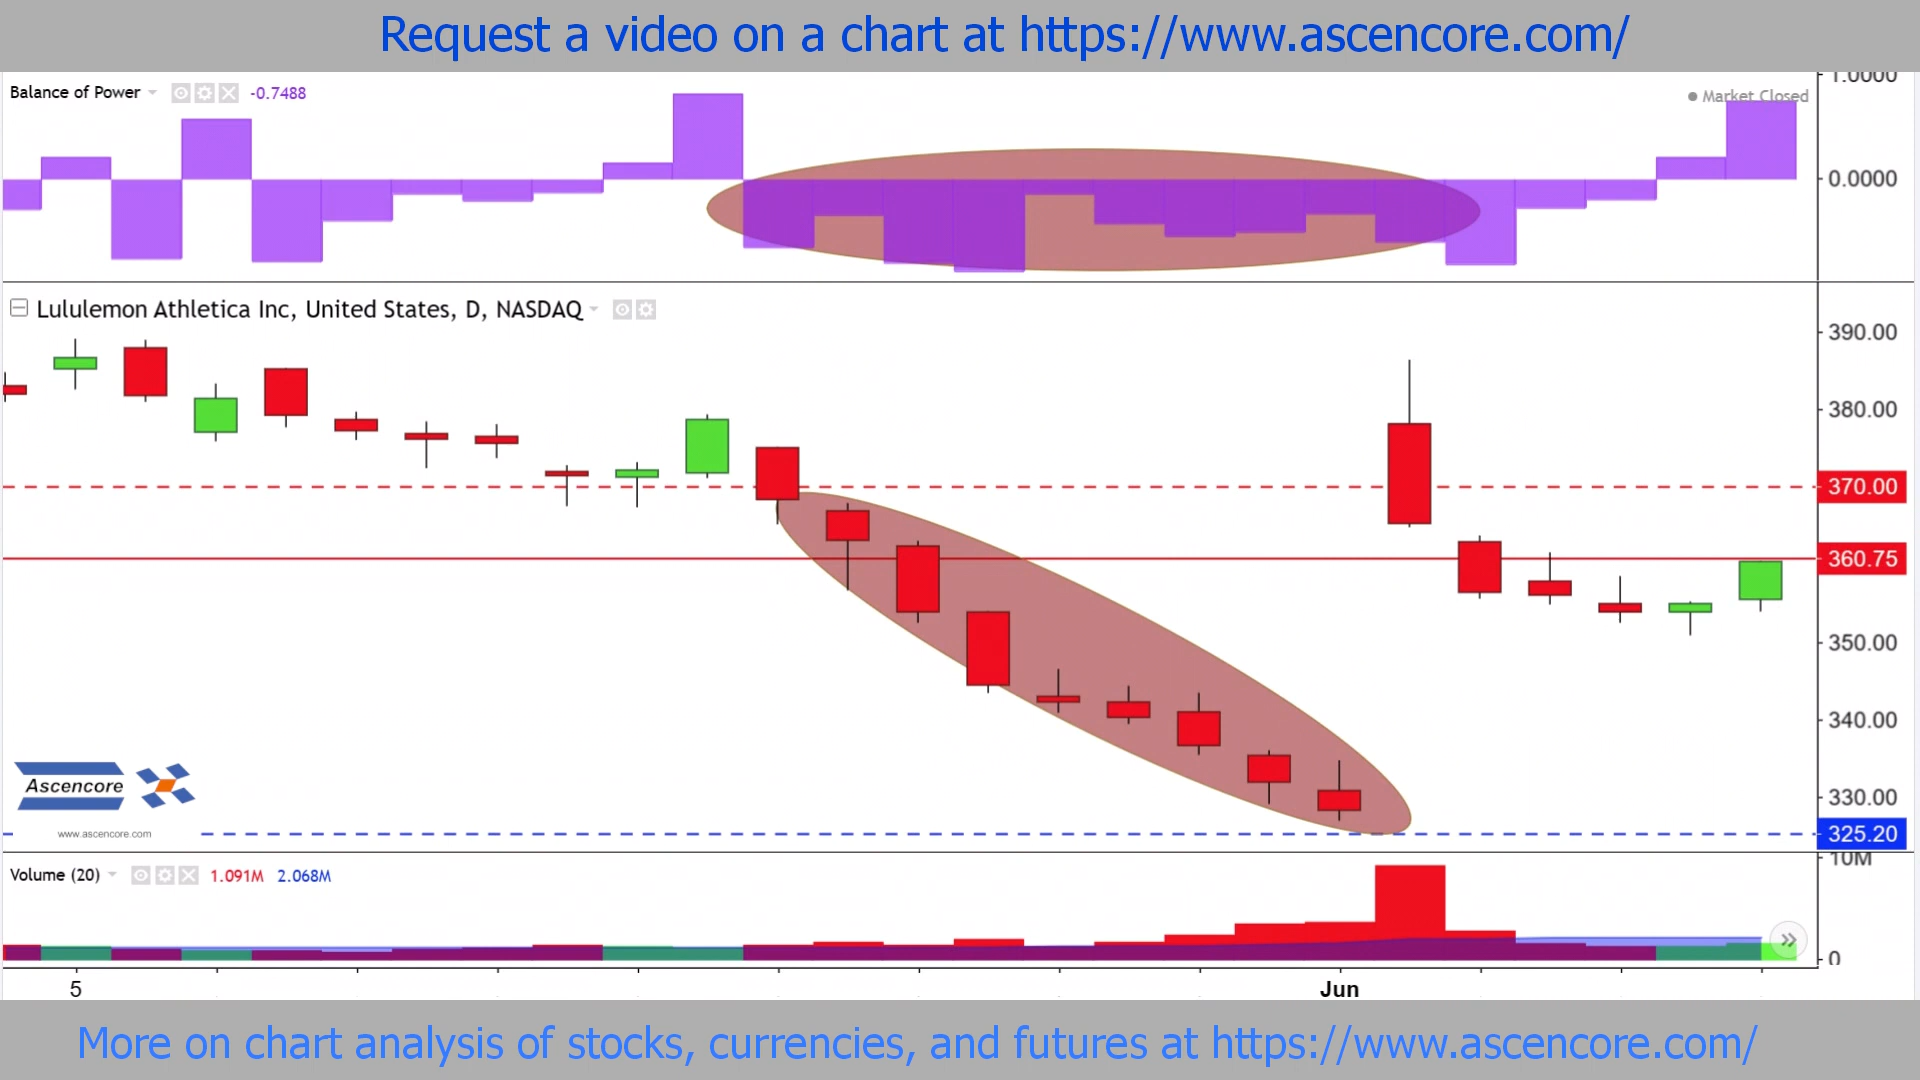 Request a video on a chart at https://www.ascencore.com/
Balance of Power -0.7488
1.0000
Market Closed
0.0000
Lululemon Athletica Inc, United States, D, NASDAQ
390.00
380.00
370.00
360.75
350.00
340.00
330.00
325.20
Ascencore
www.ascencore.com
Volume (20) 1.091M 2.068M
10M
0
5 Jun
More on chart analysis of stocks, currencies, and futures at https://www.ascencore.com/